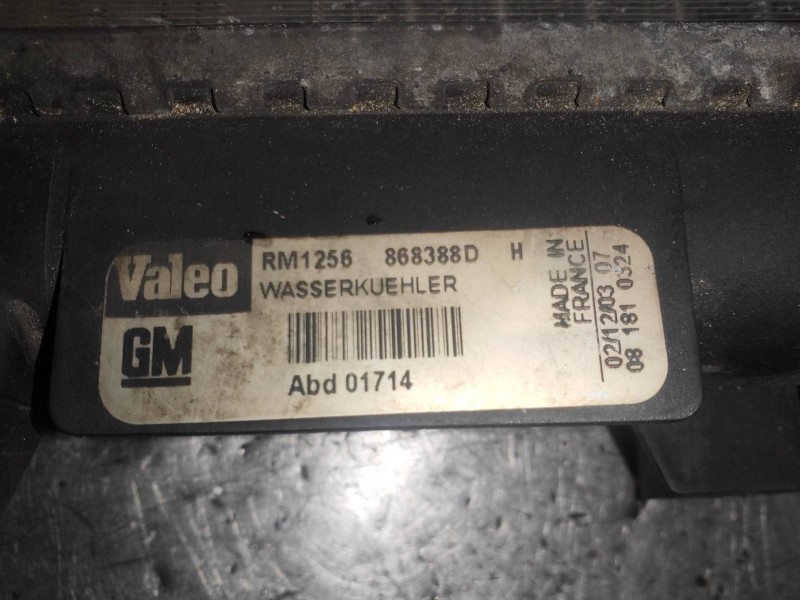 Valeo
RM1256 868388D H
WASSERKUEHLER
GM
Abd 01714
MADE IN
FRANCE
02/12/03 07
08 181 0324